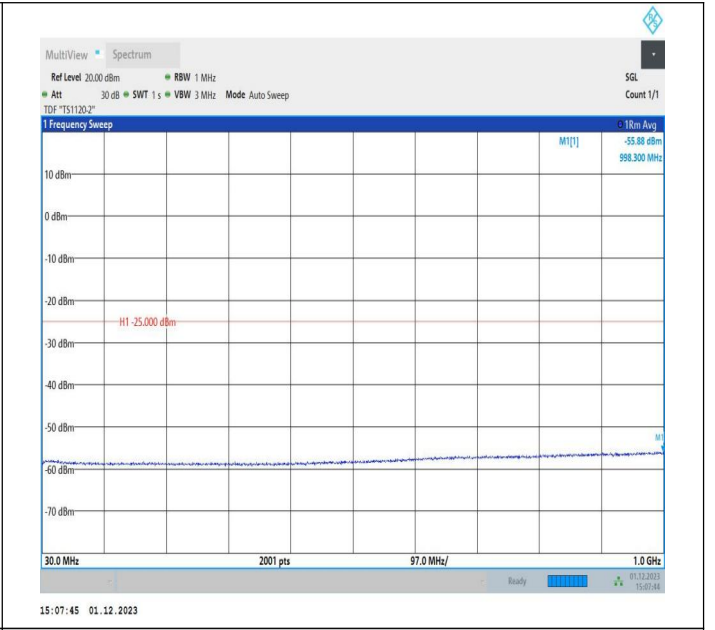 R&S
MultiView Spectrum
Ref Level 20.00 dBm RBW 1 MHz SGL
Att 30 dB SWT 1 s VBW 3 MHz Mode Auto Sweep Count 1/1
TDF "TS1120-2"
1 Frequency Sweep 1Rm Avg
M1[1] -55.88 dBm
998.300 MHz
10 dBm
0 dBm
-10 dBm
-20 dBm
H1 -25.000 dBm
-30 dBm
-40 dBm
-50 dBm
M1
-60 dBm
-70 dBm
30.0 MHz 2001 pts 97.0 MHz/ 1.0 GHz
Ready 01.12.2023
15:07:44
15:07:45 01.12.2023